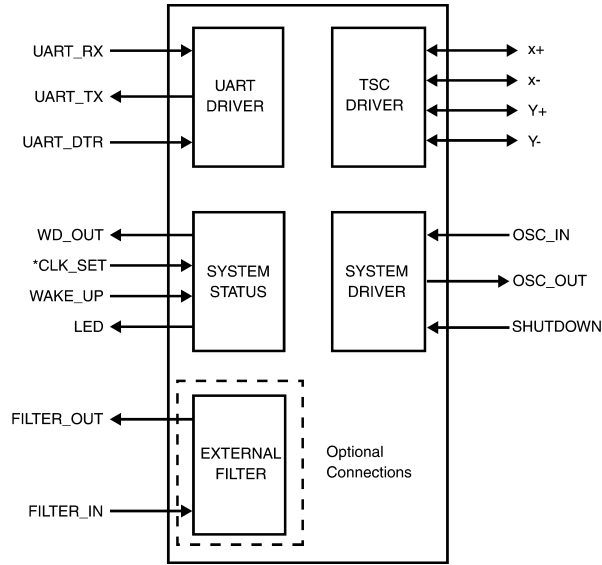 UART_RX
UART_TX
UART_DTR
UART
DRIVER
TSC
DRIVER
x+
x-
Y+
Y-
WD_OUT
*CLK_SET
WAKE_UP
LED
SYSTEM
STATUS
SYSTEM
DRIVER
OSC_IN
OSC_OUT
SHUTDOWN
FILTER_OUT
FILTER_IN
EXTERNAL
FILTER
Optional
Connections